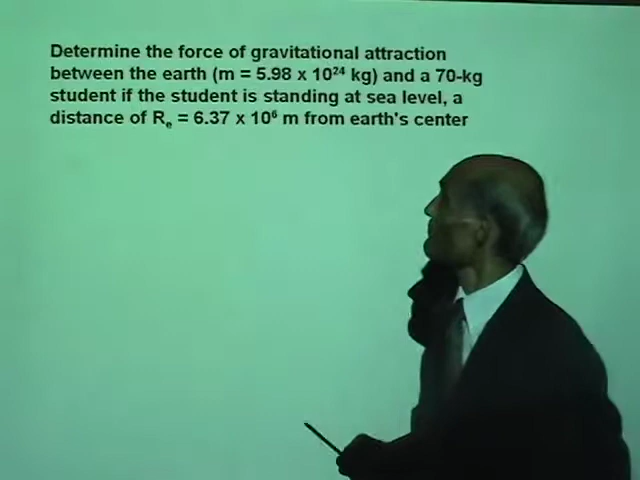 Determine the force of gravitational attraction
between the earth (m = 5.98 x 10²⁴ kg) and a 70-kg
student if the student is standing at sea level, a
distance of Rₑ = 6.37 x 10⁶ m from earth's center